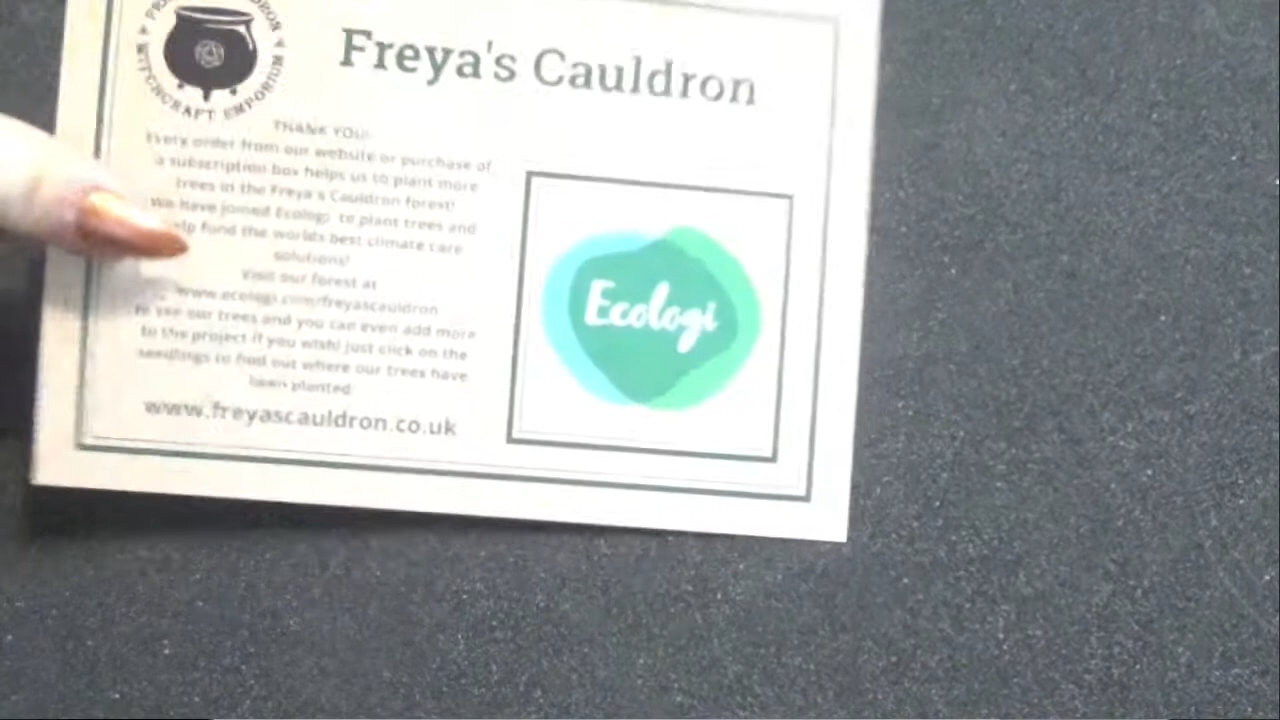 WITCHCRAFT EMPORIUM
Freya's Cauldron
THANK YOU!
Every order from our website or purchase of
a subscription box helps us to plant more
trees in the Freya's Cauldron forest!
We have joined Ecologi to plant trees and
fund the worlds best climate care
solutions!
Visit our forest at
www.ecologi.com/freyascauldron
to see our trees and you can even add more
to the project if you wish! Just click on the
seedlings to find out where our trees have
been planted.
www.freyascauldron.co.uk
Ecologi